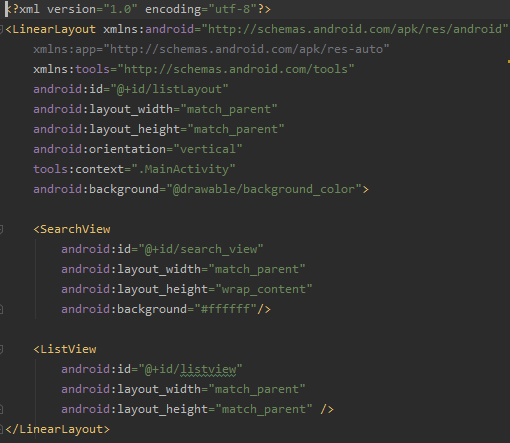 <?xml version="1.0" encoding="utf-8"?>
<LinearLayout xmlns:android="http://schemas.android.com/apk/res/android"
    xmlns:app="http://schemas.android.com/apk/res-auto"
    xmlns:tools="http://schemas.android.com/tools"
    android:id="@+id/listLayout"
    android:layout_width="match_parent"
    android:layout_height="match_parent"
    android:orientation="vertical"
    tools:context=".MainActivity"
    android:background="@drawable/background_color">

    <SearchView
        android:id="@+id/search_view"
        android:layout_width="match_parent"
        android:layout_height="wrap_content"
        android:background="#ffffff"/>

    <ListView
        android:id="@+id/listview"
        android:layout_width="match_parent"
        android:layout_height="match_parent" />
</LinearLayout>